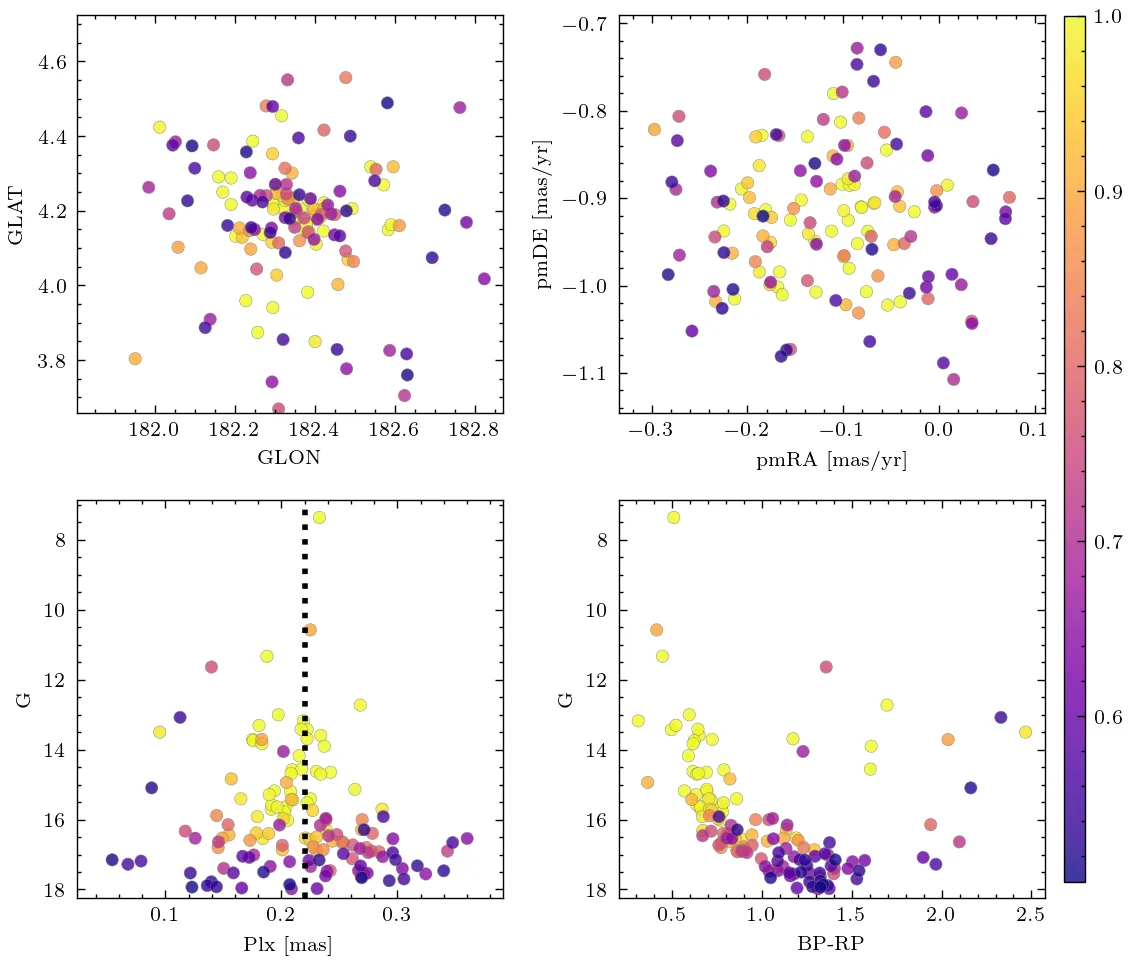 4.6
4.4
4.2
4.0
3.8
GLAT
182.0 182.2 182.4 182.6 182.8
GLON
−0.7
−0.8
−0.9
−1.0
−1.1
pmDE [mas/yr]
−0.3 −0.2 −0.1 0.0 0.1
pmRA [mas/yr]
1.0
0.9
0.8
0.7
0.6
8
10
12
14
16
18
G
0.1 0.2 0.3
Plx [mas]
8
10
12
14
16
18
G
0.5 1.0 1.5 2.0 2.5
BP-RP